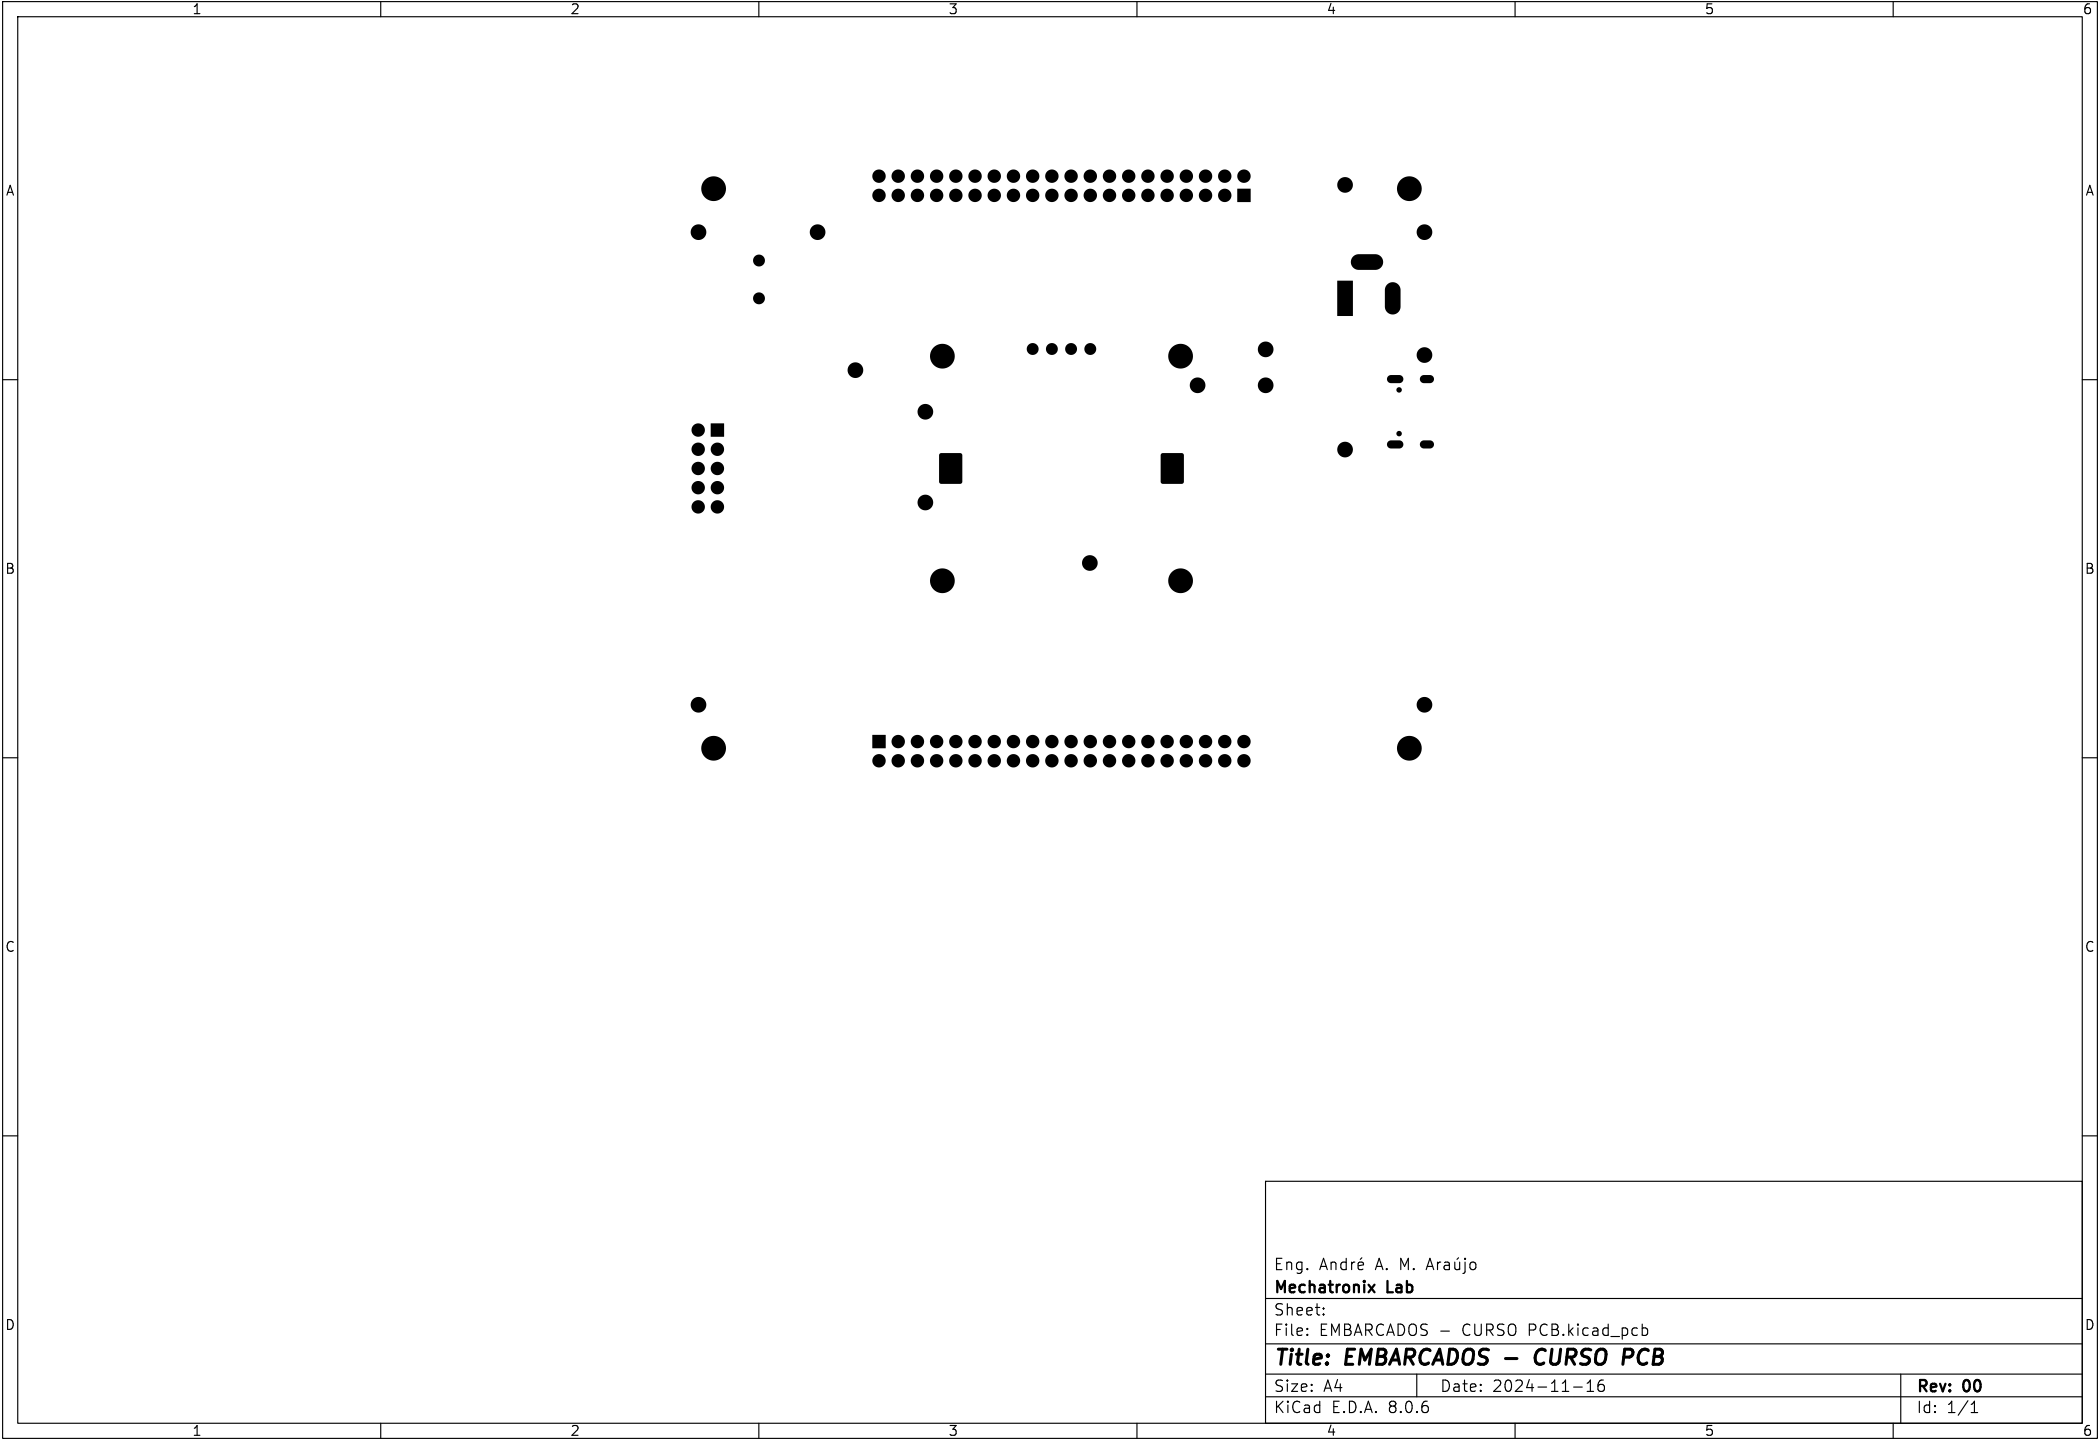 1 2 3 4 5 6
A A
B B
C C
Eng. André A. M. Araújo
Mechatronix Lab
Sheet:
File: EMBARCADOS – CURSO PCB.kicad_pcb
D D
Title: EMBARCADOS – CURSO PCB
Size: A4 Date: 2024–11–16 Rev: 00
KiCad E.D.A. 8.0.6 Id: 1/1
1 2 3 4 5 6